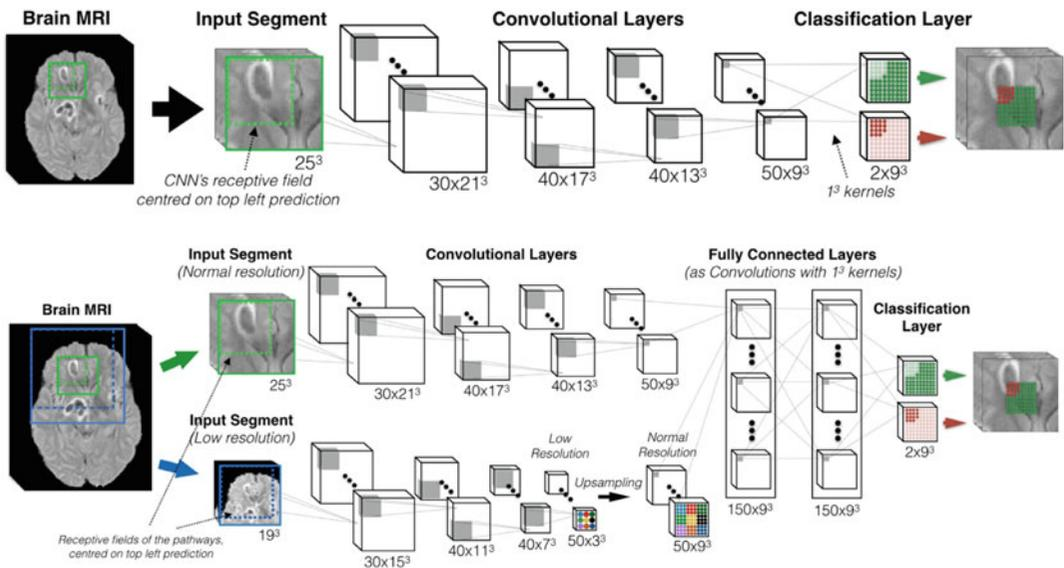 Brain MRI
Input Segment
Convolutional Layers
Classification Layer
25³
30x21³
40x17³
40x13³
50x9³
2x9³
CNN's receptive field
centred on top left prediction
1³ kernels
Input Segment
(Normal resolution)
Convolutional Layers
Fully Connected Layers
(as Convolutions with 1³ kernels)
Brain MRI
Classification
Layer
25³
30x21³
40x17³
40x13³
50x9³
Input Segment
(Low resolution)
Low
Resolution
Normal
Resolution
Upsampling
2x9³
150x9³
150x9³
Receptive fields of the pathways,
centred on top left prediction
19³
30x15³
40x11³
40x7³
50x3³
50x9³